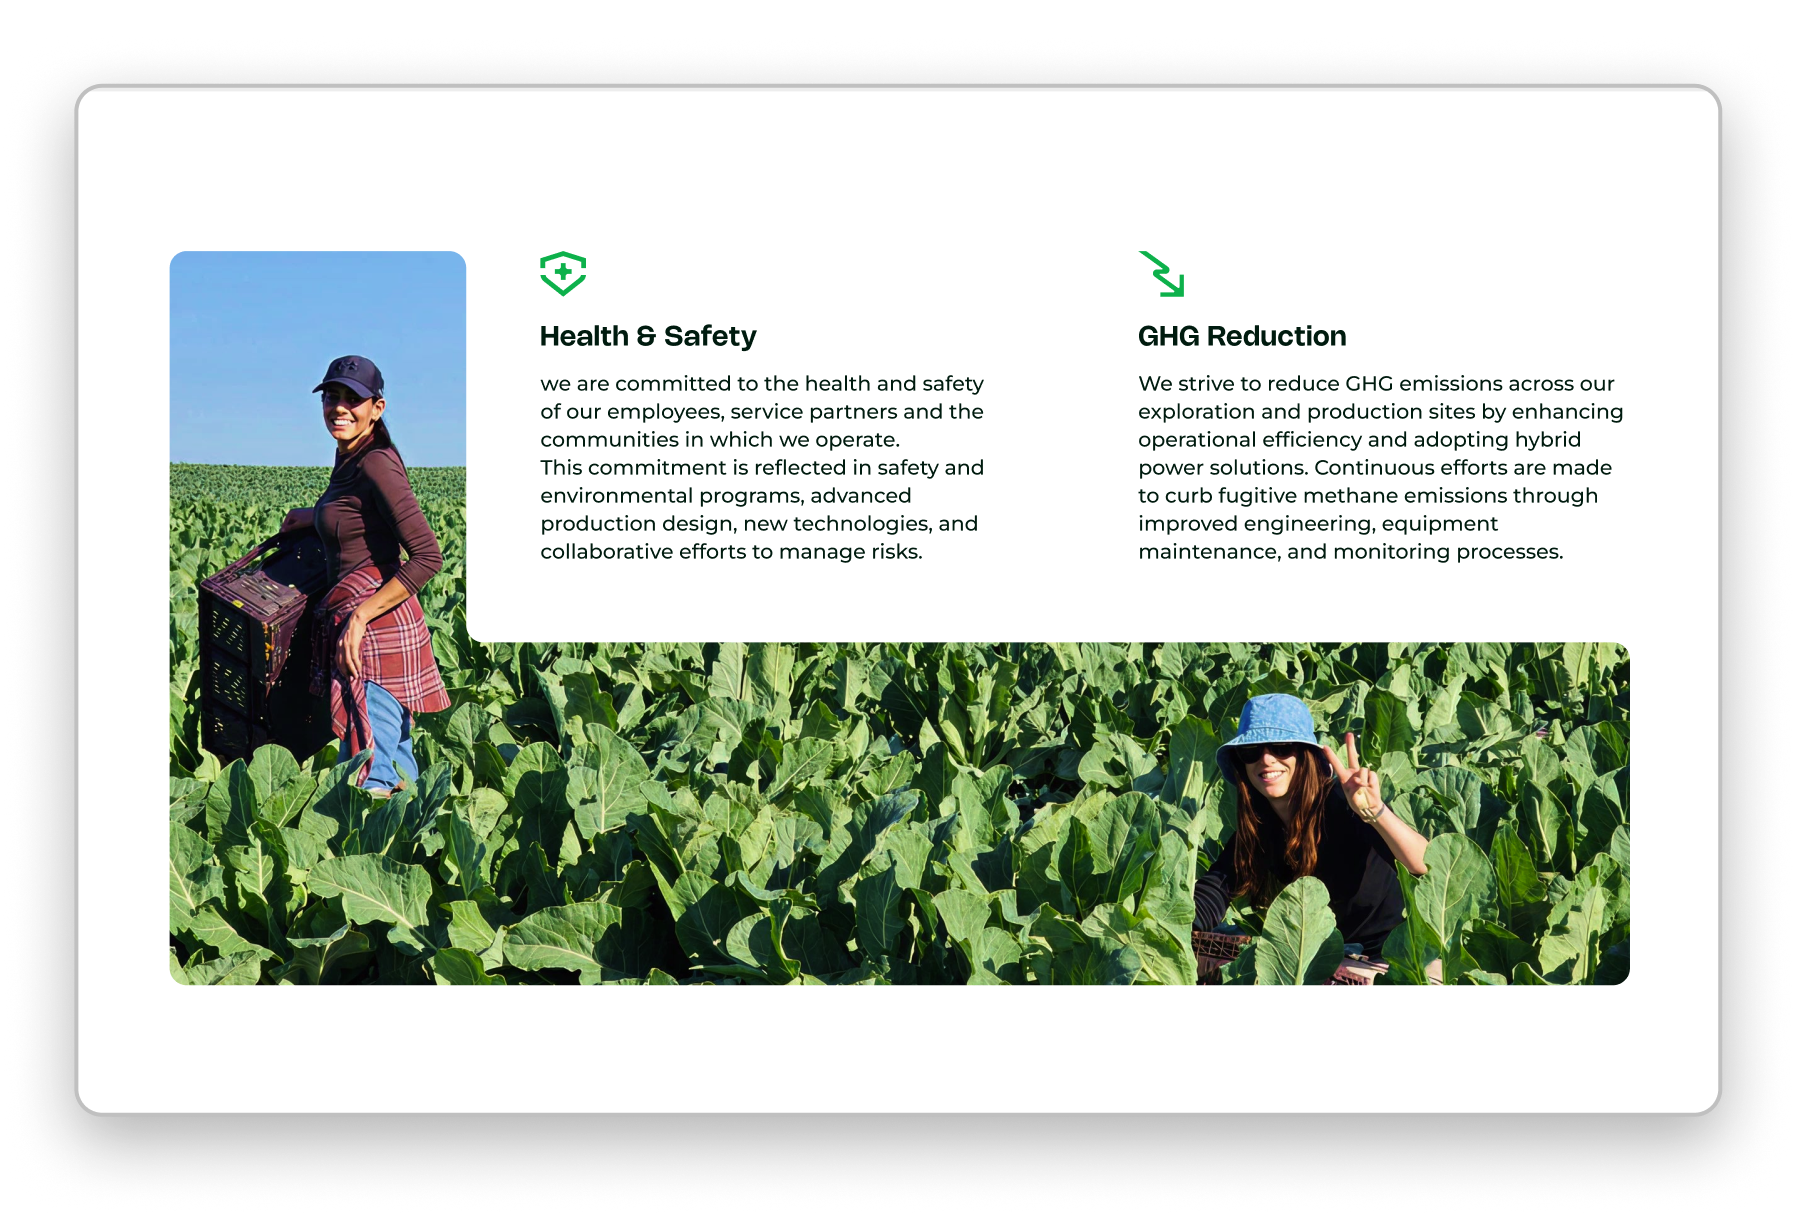 Health & Safety
we are committed to the health and safety
of our employees, service partners and the
communities in which we operate.
This commitment is reflected in safety and
environmental programs, advanced
production design, new technologies, and
collaborative efforts to manage risks.
GHG Reduction
We strive to reduce GHG emissions across our
exploration and production sites by enhancing
operational efficiency and adopting hybrid
power solutions. Continuous efforts are made
to curb fugitive methane emissions through
improved engineering, equipment
maintenance, and monitoring processes.